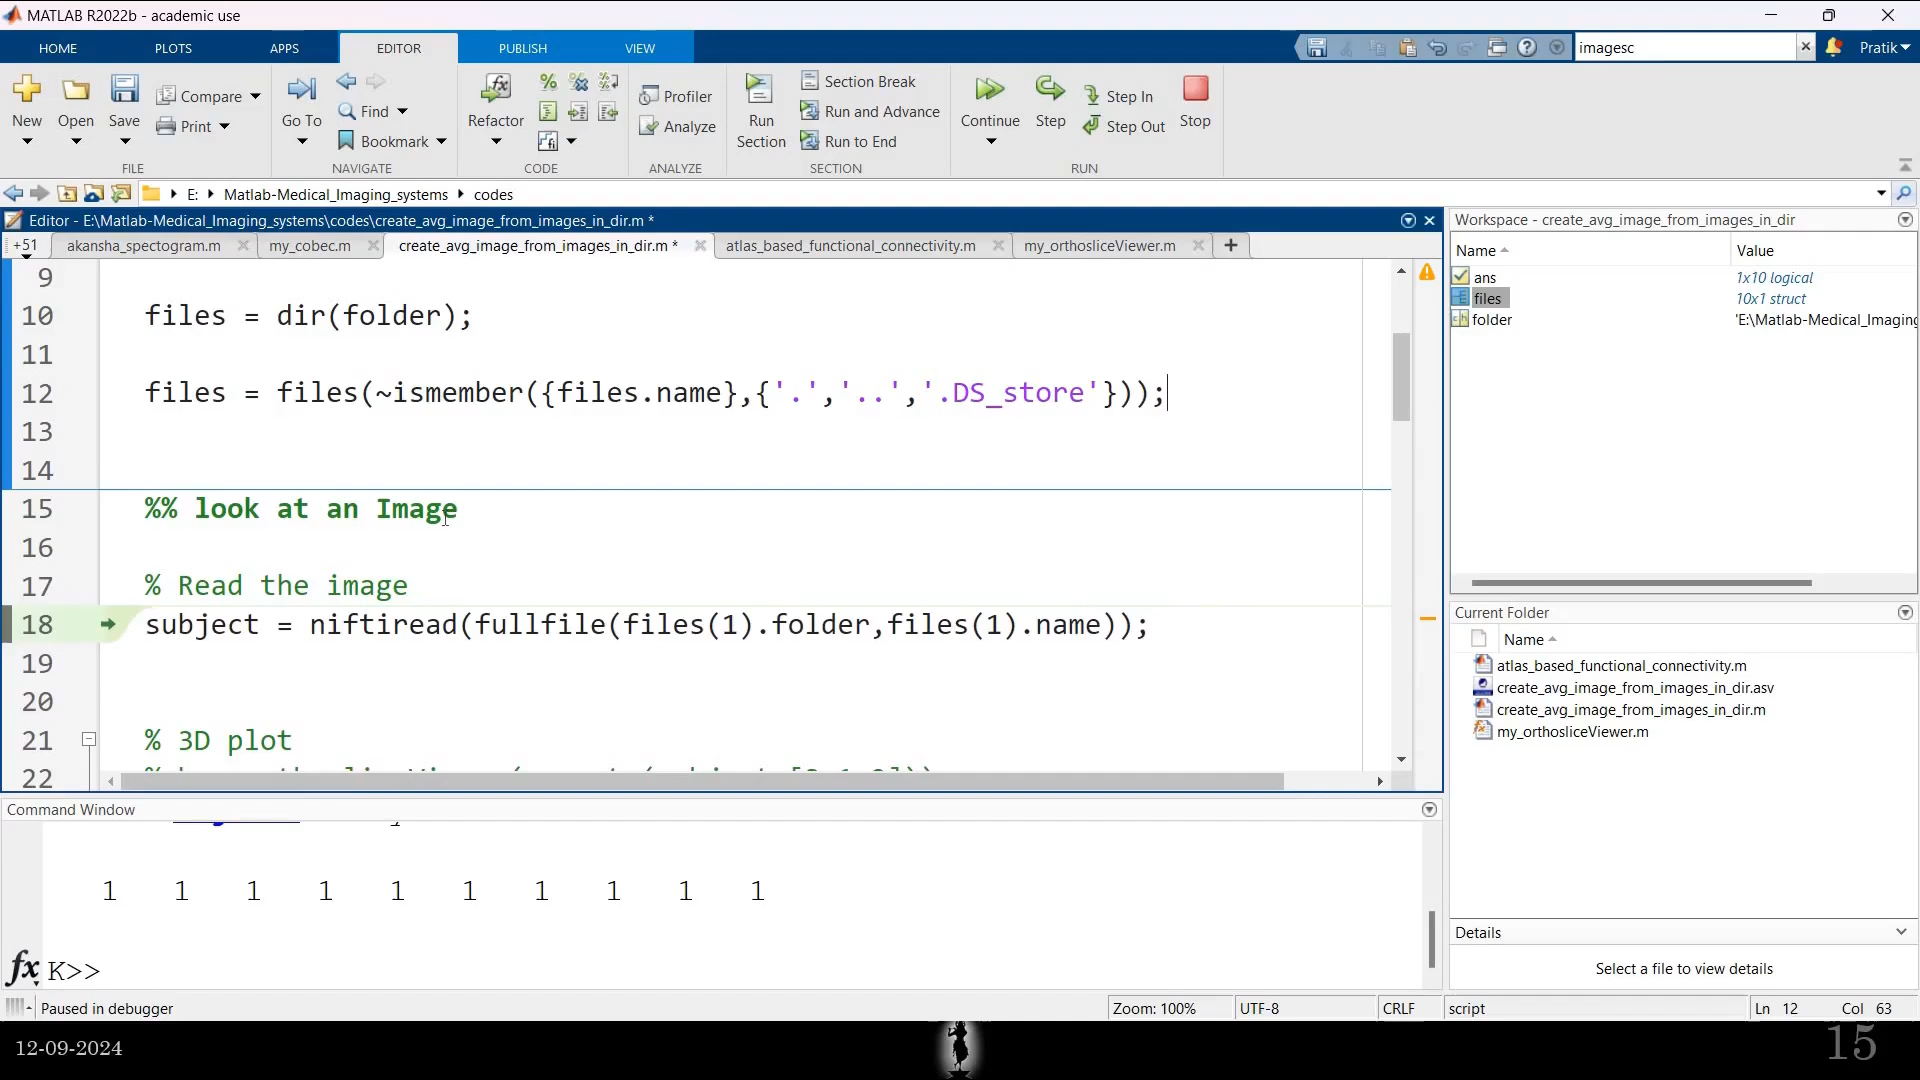 MATLAB R2022b - academic use
HOME PLOTS APPS EDITOR PUBLISH VIEW imagesc Pratik
New Open Save Compare Print Go To Find Bookmark Refactor Profiler Analyze Run Section Section Break Run and Advance Run to End Continue Step Step In Step Out Stop
FILE NAVIGATE CODE ANALYZE SECTION RUN
E: Matlab-Medical_Imaging_systems codes
Editor - E:\Matlab-Medical_Imaging_systems\codes\create_avg_image_from_images_in_dir.m *
+51 akansha_spectogram.m my_cobec.m create_avg_image_from_images_in_dir.m * atlas_based_functional_connectivity.m my_orthosliceViewer.m
9
10 files = dir(folder);
11
12 files = files(~ismember({files.name},{'.','..','.DS_store'}));
13
14
15 %% look at an Image
16
17 % Read the image
18 subject = niftiread(fullfile(files(1).folder,files(1).name));
19
20
21 % 3D plot
22
Workspace - create_avg_image_from_images_in_dir
Name Value
ans 1x10 logical
files 10x1 struct
folder 'E:\Matlab-Medical_Imaging
Current Folder
Name
atlas_based_functional_connectivity.m
create_avg_image_from_images_in_dir.asv
create_avg_image_from_images_in_dir.m
my_orthosliceViewer.m
Details
Select a file to view details
Command Window
1 1 1 1 1 1 1 1 1 1
fx K>>
Paused in debugger Zoom: 100% UTF-8 CRLF script Ln 12 Col 63
12-09-2024 15